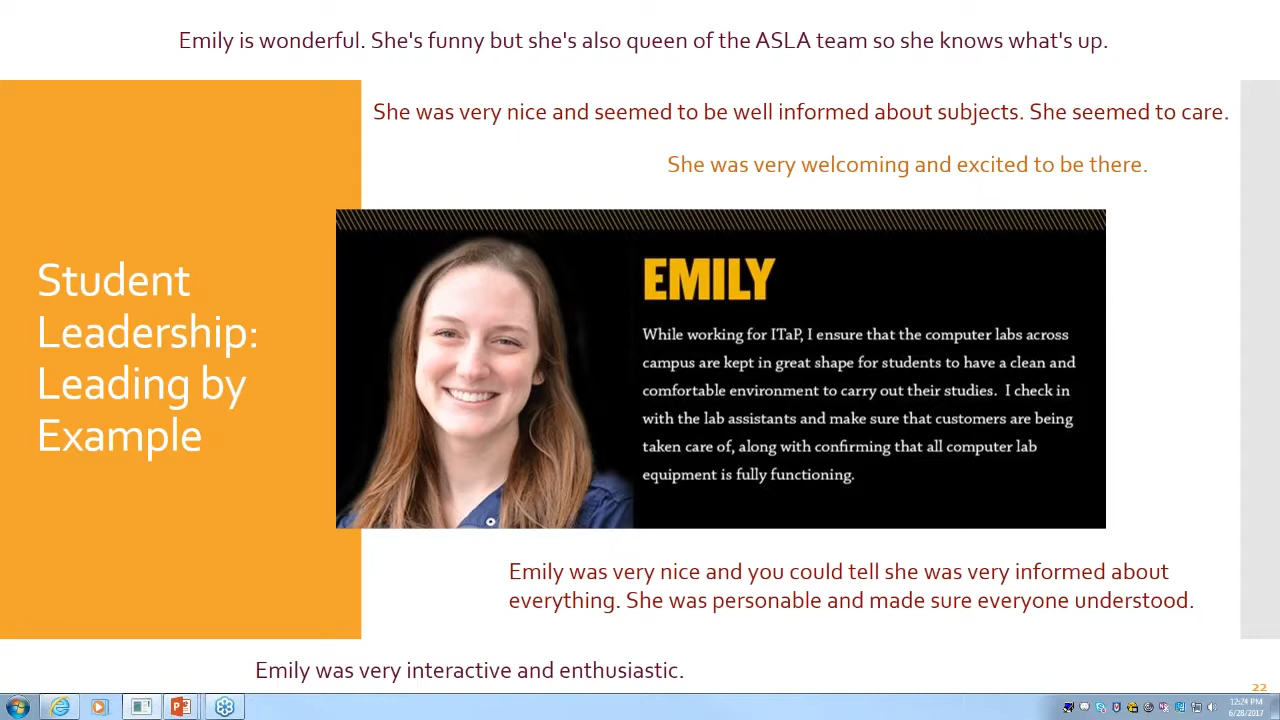 Emily is wonderful. She's funny but she's also queen of the ASLA team so she knows what's up.
She was very nice and seemed to be well informed about subjects. She seemed to care.
She was very welcoming and excited to be there.
Student
Leadership:
Leading by
Example
EMILY
While working for ITaP, I ensure that the computer labs across
campus are kept in great shape for students to have a clean and
comfortable environment to carry out their studies.  I check in
with the lab assistants and make sure that customers are being
taken care of, along with confirming that all computer lab
equipment is fully functioning.
Emily was very nice and you could tell she was very informed about
everything. She was personable and made sure everyone understood.
Emily was very interactive and enthusiastic.
22
12:24 PM
6/28/2017